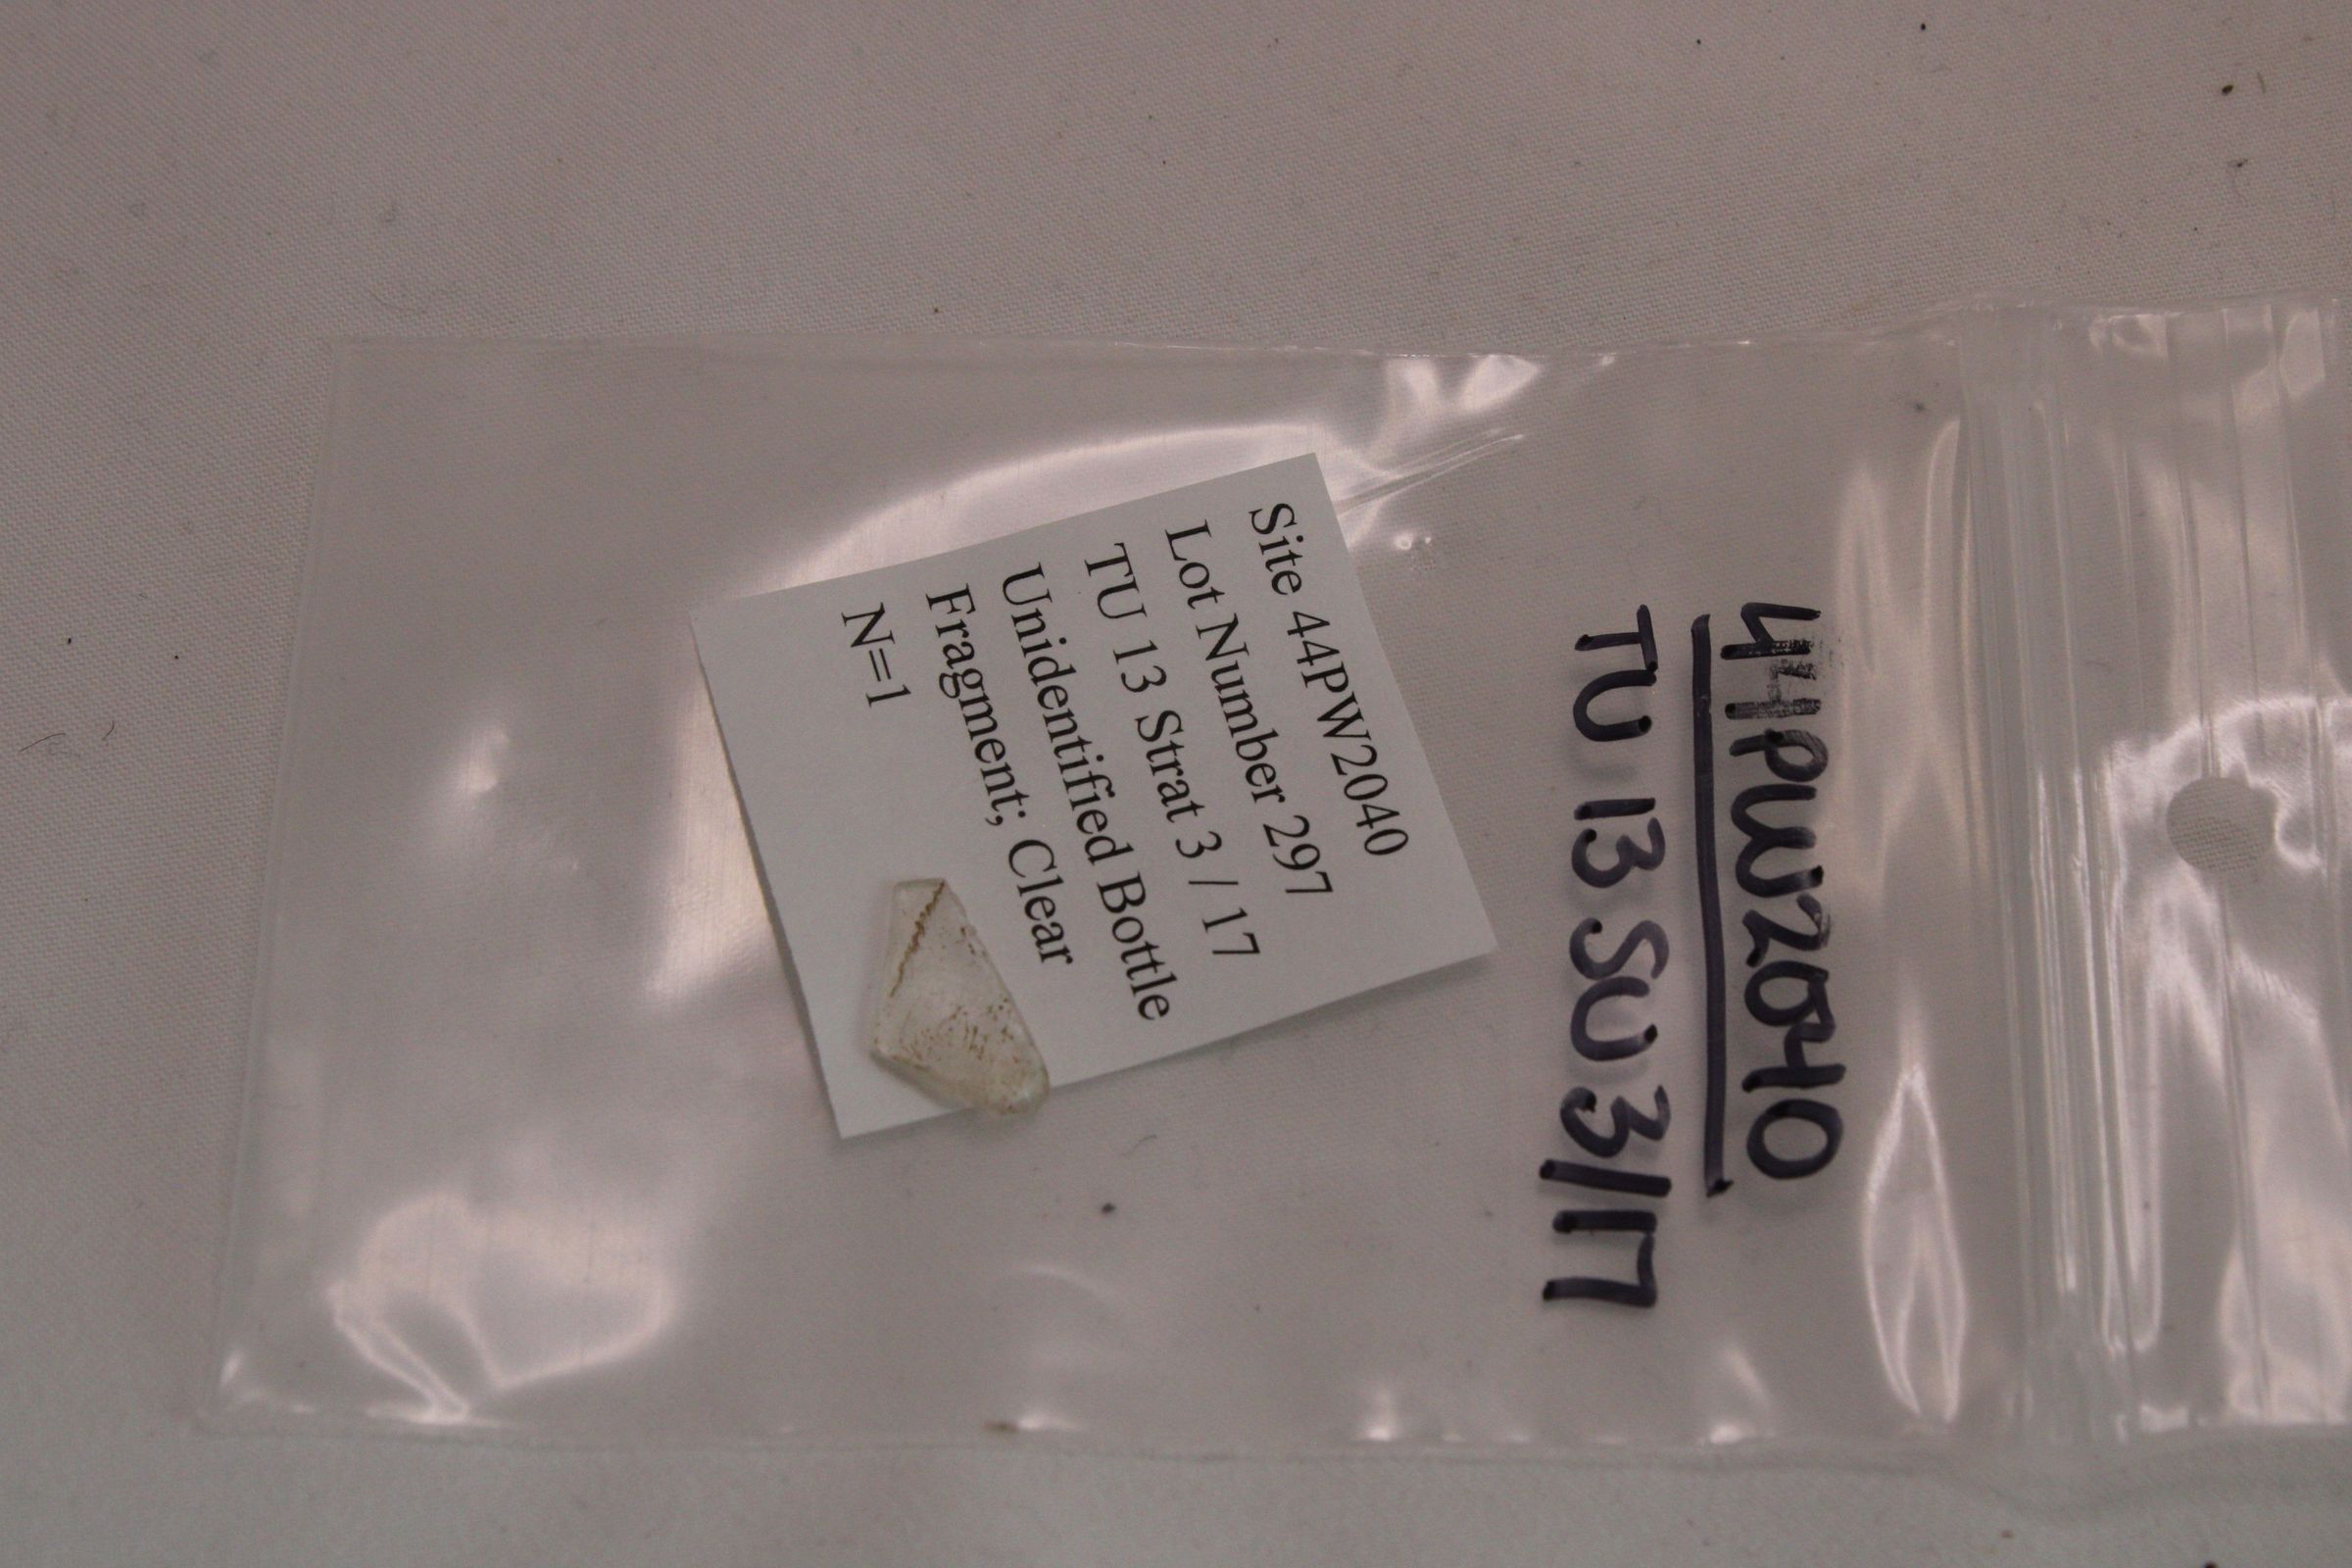 44PW2040
TU 13 SU 3/17
Site 44PW2040
Lot Number 297
TU 13 Strat 3 / 17
Unidentified Bottle
Fragment; Clear
N=1